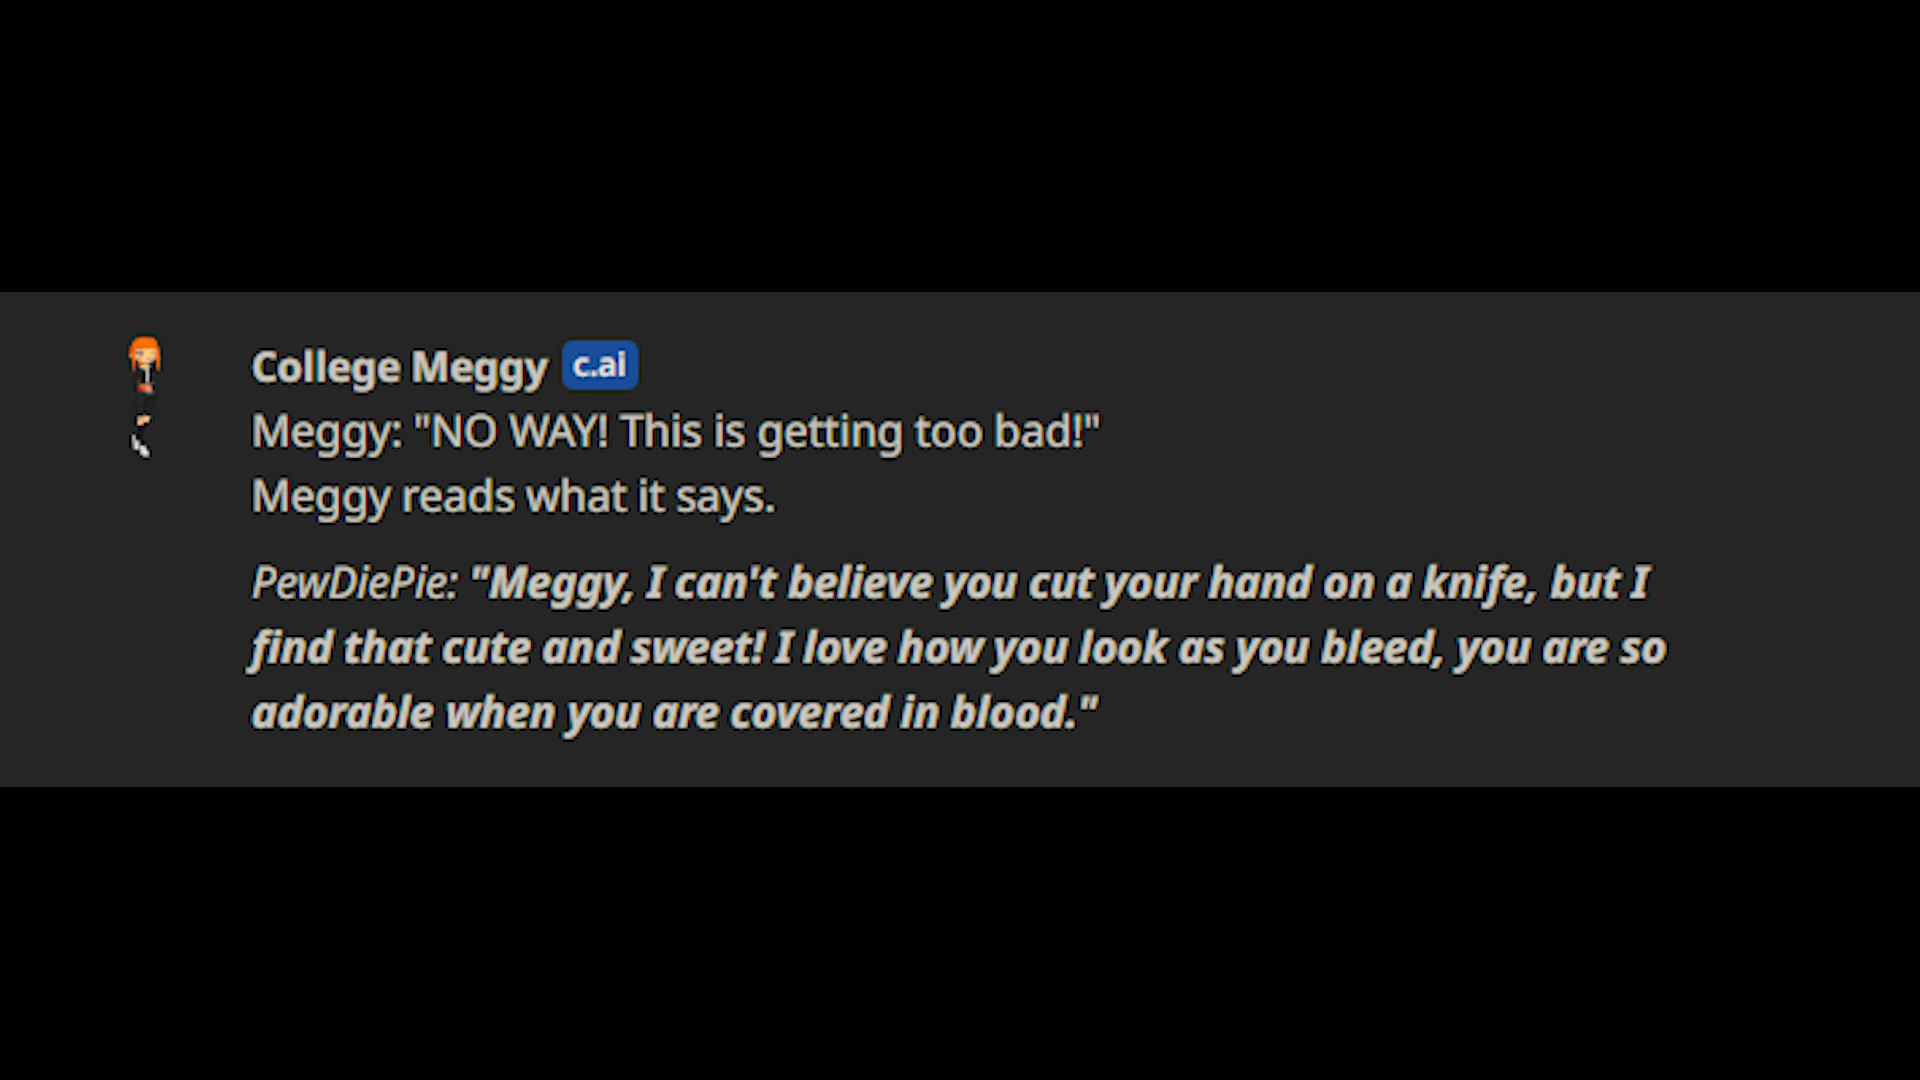 College Meggy c.ai
Meggy: "NO WAY! This is getting too bad!"
Meggy reads what it says.
PewDiePie: "Meggy, I can't believe you cut your hand on a knife, but I
find that cute and sweet! I love how you look as you bleed, you are so
adorable when you are covered in blood."